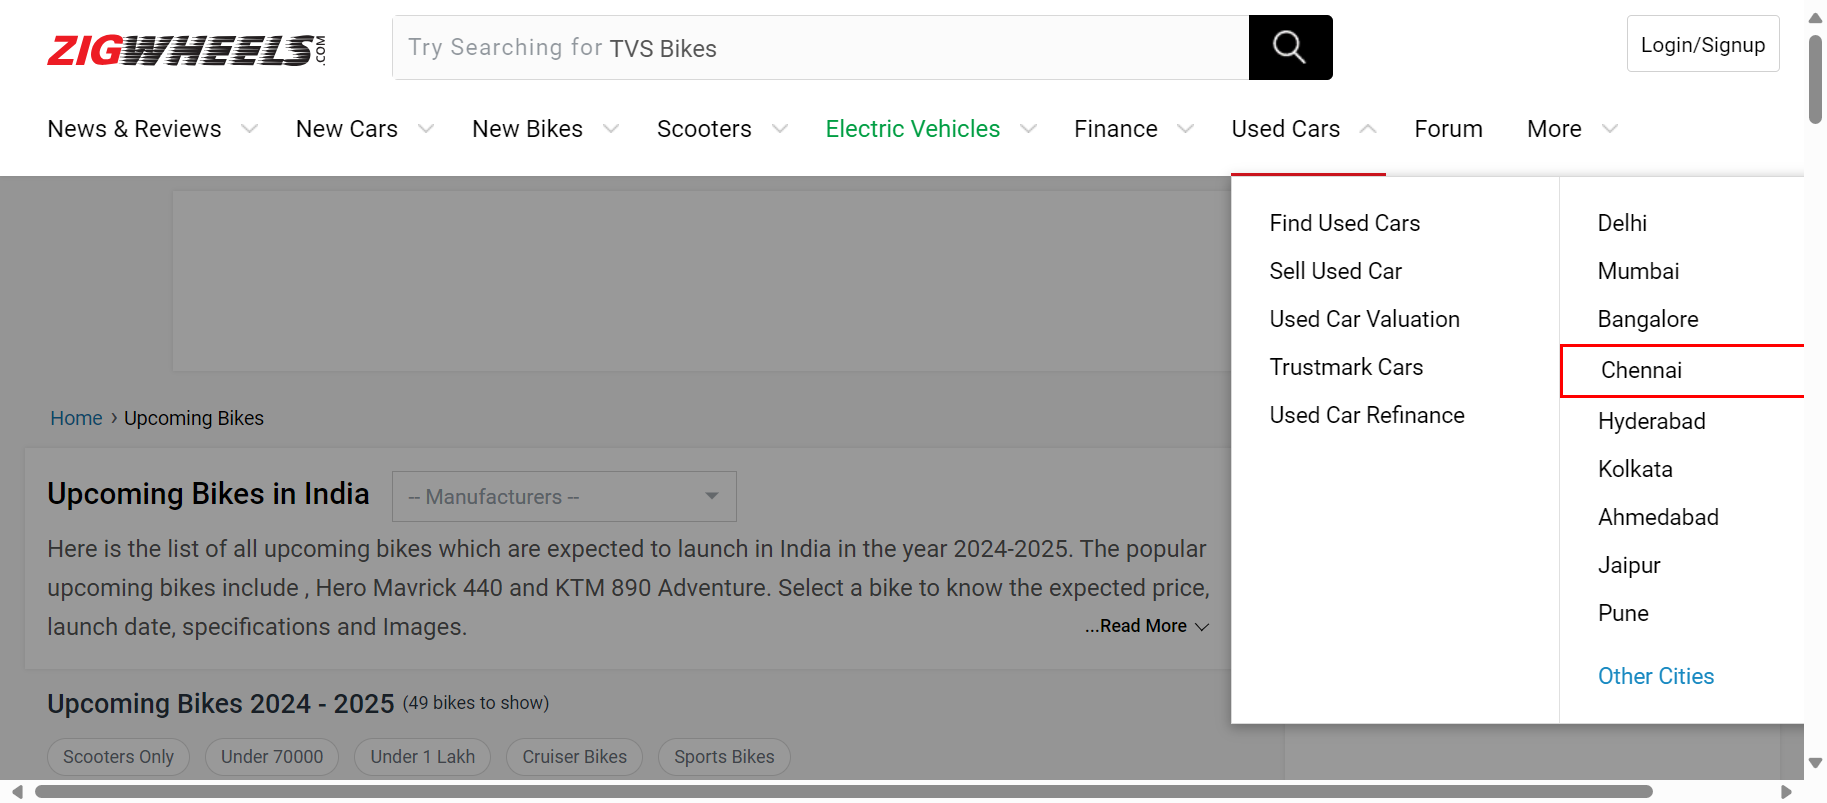 ZIGWHEELS.COM
Try Searching for TVS Bikes
Login/Signup
News & Reviews
New Cars
New Bikes
Scooters
Electric Vehicles
Finance
Used Cars
Forum
More
Find Used Cars
Sell Used Car
Used Car Valuation
Trustmark Cars
Used Car Refinance
Delhi
Mumbai
Bangalore
Chennai
Hyderabad
Kolkata
Ahmedabad
Jaipur
Pune
Other Cities
Home › Upcoming Bikes
Upcoming Bikes in India
-- Manufacturers --
Here is the list of all upcoming bikes which are expected to launch in India in the year 2024-2025. The popular
upcoming bikes include , Hero Mavrick 440 and KTM 890 Adventure. Select a bike to know the expected price,
launch date, specifications and Images.
...Read More
Upcoming Bikes 2024 - 2025 (49 bikes to show)
Scooters Only
Under 70000
Under 1 Lakh
Cruiser Bikes
Sports Bikes